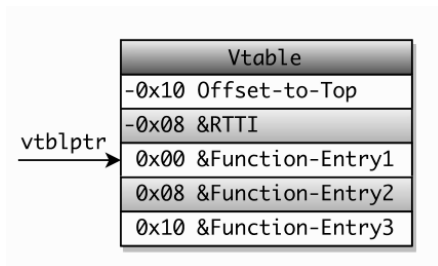 Vtable
-0x10 Offset-to-Top
-0x08 &RTTI
vtblptr
0x00 &Function-Entry1
0x08 &Function-Entry2
0x10 &Function-Entry3